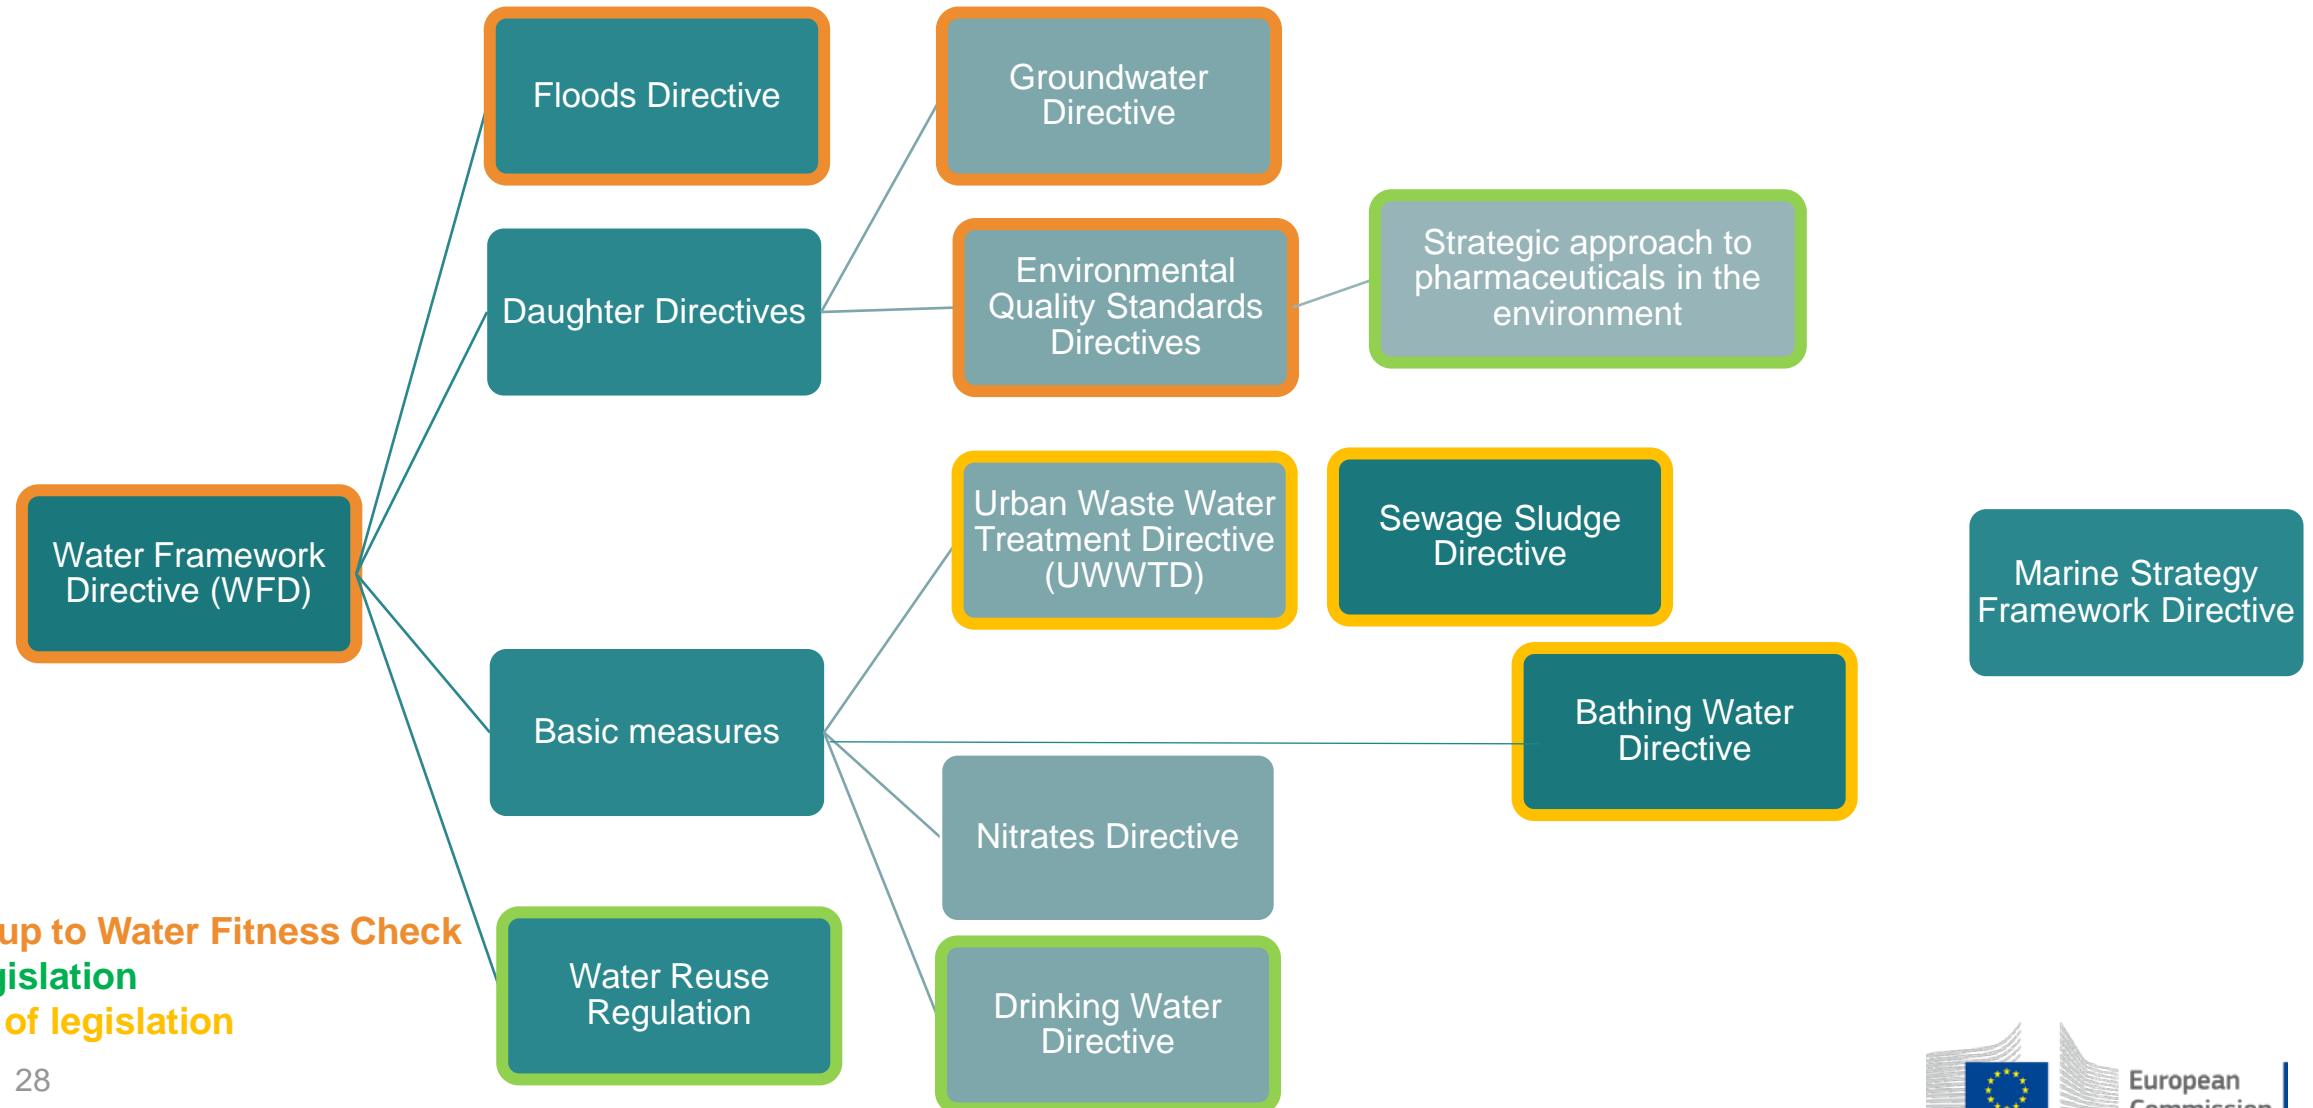 Floods Directive
Groundwater
Directive
Strategic approach to
pharmaceuticals in the
environment
Environmental
Quality Standards
Directives
Daughter Directives
Urban Waste Water
Treatment Directive
(UWWTD)
Sewage Sludge
Directive
Water Framework
Directive (WFD)
Marine Strategy
Framework Directive
Bathing Water
Directive
Basic measures
Nitrates Directive
Water Reuse
Regulation
Drinking Water
Directive
up to Water Fitness Check
of legislation
28
European